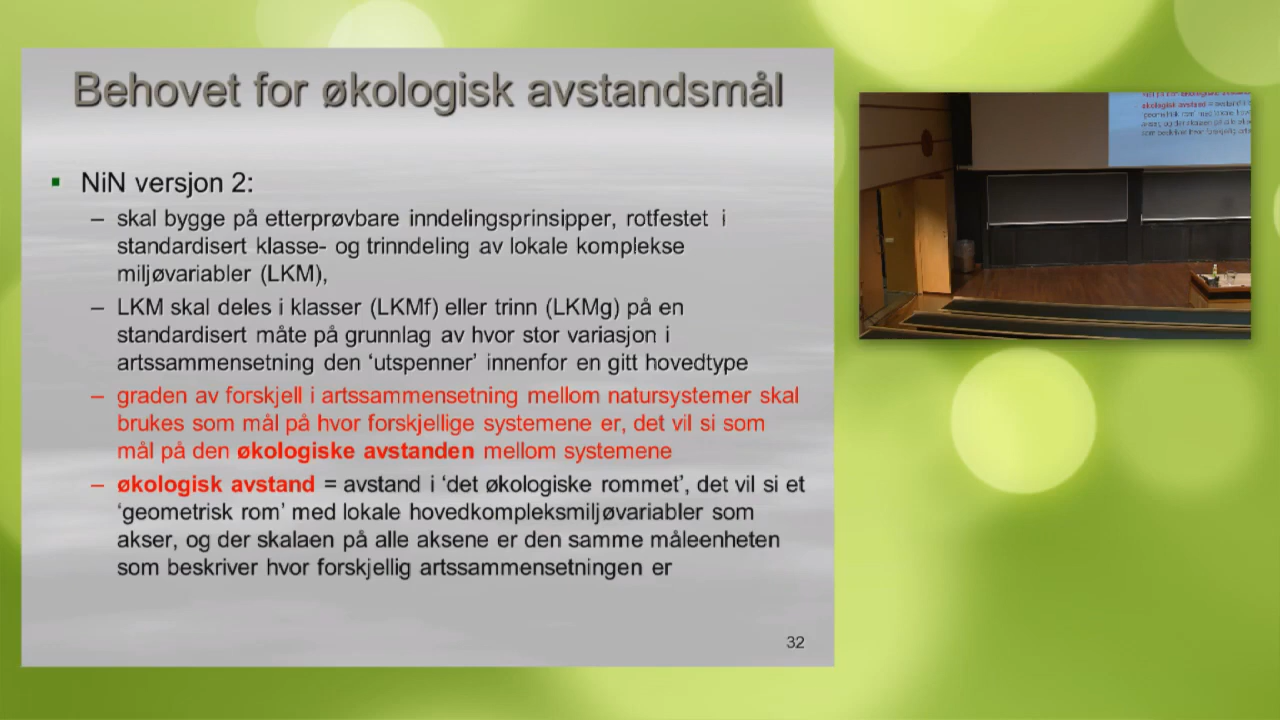 Behovet for økologisk avstandsmål
NiN versjon 2:
– skal bygge på etterprøvbare inndelingsprinsipper, rotfestet i
standardisert klasse- og trinndeling av lokale komplekse
miljøvariabler (LKM),
– LKM skal deles i klasser (LKMf) eller trinn (LKMg) på en
standardisert måte på grunnlag av hvor stor variasjon i
artssammensetning den ‘utspenner’ innenfor en gitt hovedtype
– graden av forskjell i artssammensetning mellom natursystemer skal
brukes som mål på hvor forskjellige systemene er, det vil si som
mål på den økologiske avstanden mellom systemene
– økologisk avstand = avstand i ‘det økologiske rommet’, det vil si et
‘geometrisk rom’ med lokale hovedkompleksmiljøvariabler som
akser, og der skalaen på alle aksene er den samme måleenheten
som beskriver hvor forskjellig artssammensetningen er
32
økologisk avstand